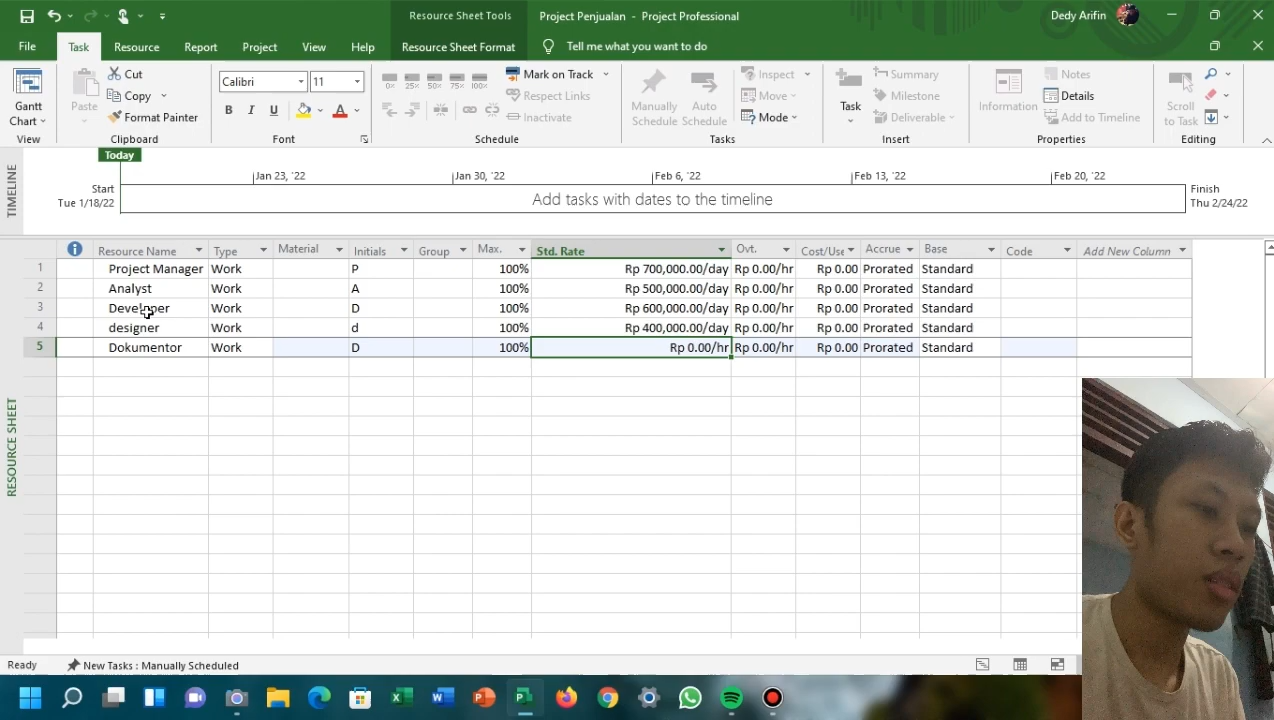 Resource Sheet Tools
Project Penjualan - Project Professional
Dedy Arifin
File
Task
Resource
Report
Project
View
Help
Resource Sheet Format
Tell me what you want to do
Gantt Chart
View
Paste
Cut
Copy
Format Painter
Clipboard
Calibri
11
B
I
U
A
Font
0%
25%
50%
75%
100%
Mark on Track
Respect Links
Inactivate
Schedule
Manually Schedule
Auto Schedule
Inspect
Move
Mode
Tasks
Task
Summary
Milestone
Deliverable
Insert
Information
Notes
Details
Add to Timeline
Properties
Scroll to Task
Editing
TIMELINE
Today
Start
Tue 1/18/22
Jan 23, '22
Jan 30, '22
Feb 6, '22
Feb 13, '22
Feb 20, '22
Add tasks with dates to the timeline
Finish
Thu 2/24/22
RESOURCE SHEET
Resource Name Type Material Initials Group Max. Std. Rate Ovt. Cost/Use Accrue Base Code Add New Column
1 Project Manager Work P 100% Rp 700,000.00/day Rp 0.00/hr Rp 0.00 Prorated Standard
2 Analyst Work A 100% Rp 500,000.00/day Rp 0.00/hr Rp 0.00 Prorated Standard
3 Developer Work D 100% Rp 600,000.00/day Rp 0.00/hr Rp 0.00 Prorated Standard
4 designer Work d 100% Rp 400,000.00/day Rp 0.00/hr Rp 0.00 Prorated Standard
5 Dokumentor Work D 100% Rp 0.00/hr Rp 0.00/hr Rp 0.00 Prorated Standard
Ready
New Tasks : Manually Scheduled